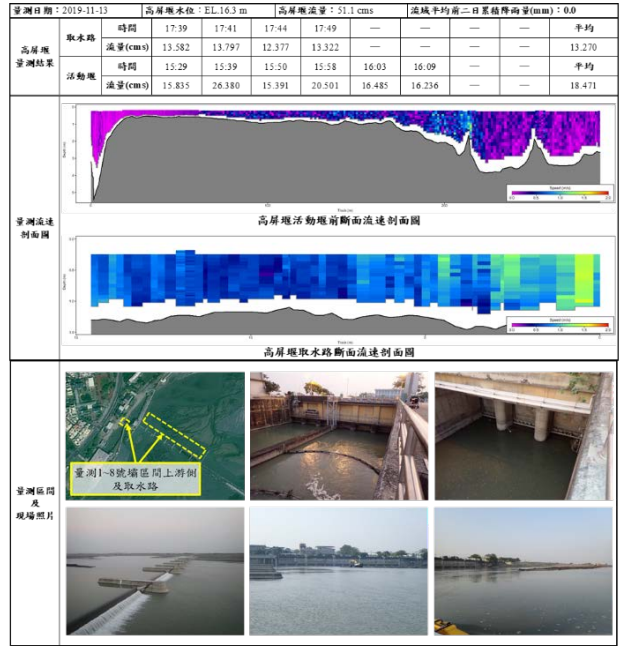 量測日期：2019-11-13 高屏堰水位：EL.16.3 m 高屏堰流量：51.1 cms 流域平均前二日累積降雨量(mm)：0.0
高屏堰
量測結果
取水路
時間 17:39 17:41 17:44 17:49 — — — — 平均
流量(cms) 13.582 13.797 12.377 13.322 — — — — 13.270
活動堰
時間 15:29 15:39 15:50 15:58 16:03 16:09 — — 平均
流量(cms) 15.835 26.380 15.391 20.501 16.485 16.236 — — 18.471
量測流速
剖面圖
高屏堰活動堰前斷面流速剖面圖
高屏堰取水路斷面流速剖面圖
量測區間
及
現場照片
量測1~8號壩區間上游側
及取水路